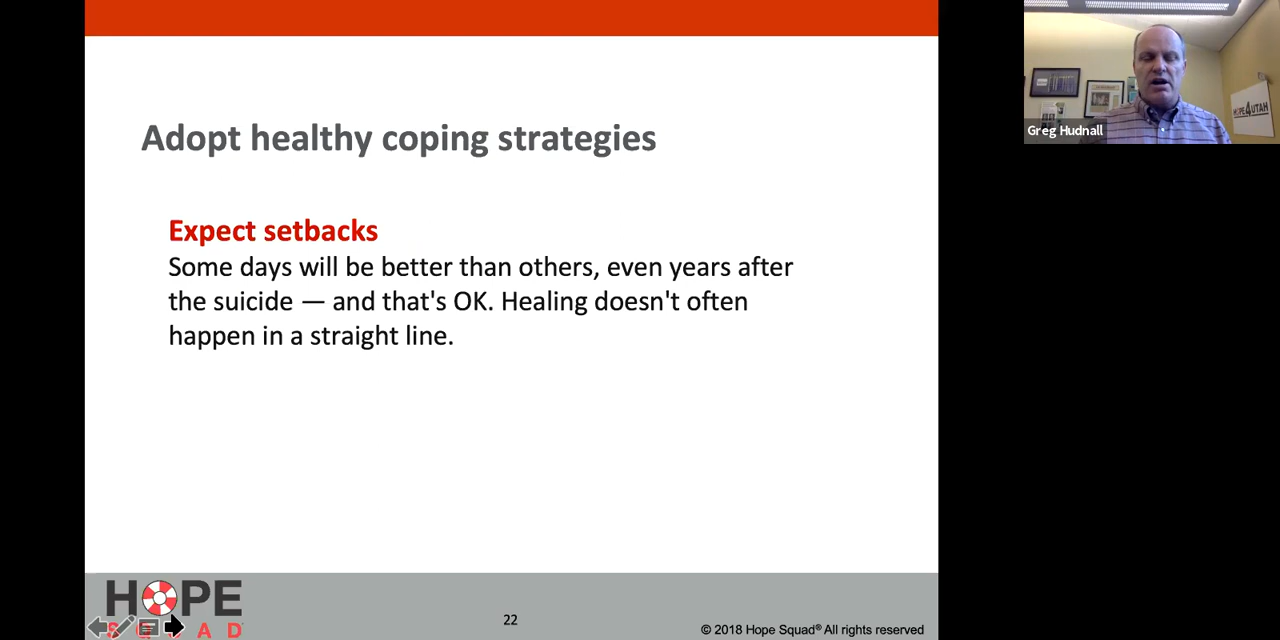 Adopt healthy coping strategies
Expect setbacks
Some days will be better than others, even years after
the suicide — and that's OK. Healing doesn't often
happen in a straight line.
HOPE
SQUAD
22
© 2018 Hope Squad® All rights reserved
Greg Hudnall
HOPE4UTAH